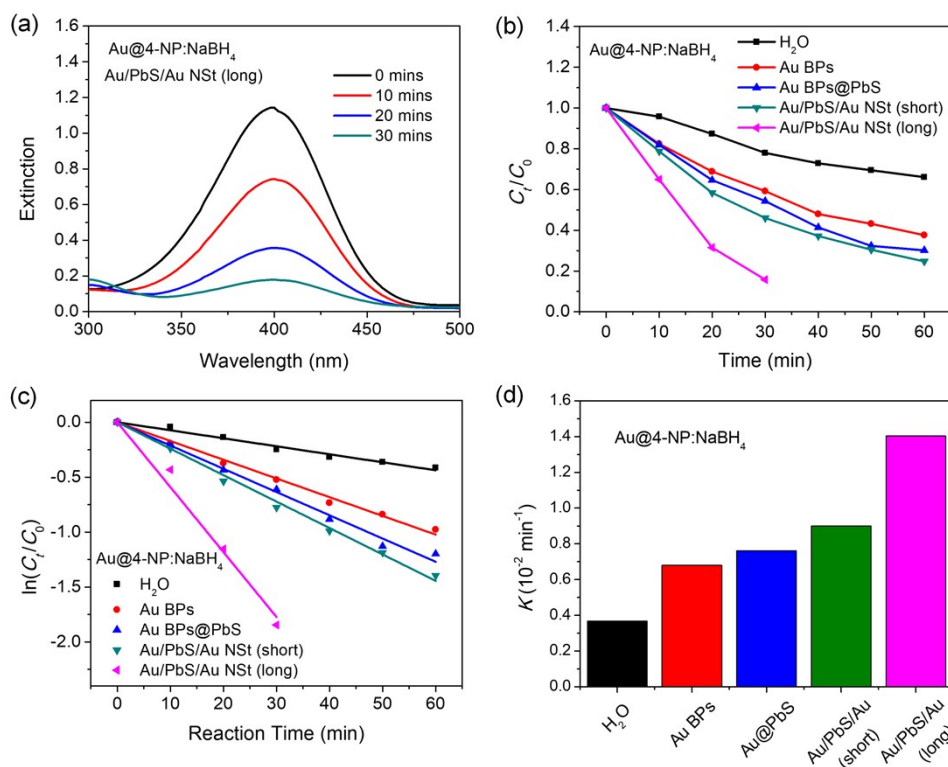 (a)
Au@4-NP:NaBH₄
Au/PbS/Au NSt (long)
0 mins
10 mins
20 mins
30 mins
1.6
1.4
1.2
1.0
0.8
0.6
0.4
0.2
0.0
Extinction
300
350
400
450
500
Wavelength (nm)
(b)
Au@4-NP:NaBH₄
H₂O
Au BPs
Au BPs@PbS
Au/PbS/Au NSt (short)
Au/PbS/Au NSt (long)
1.4
1.2
1.0
0.8
0.6
0.4
0.2
0.0
Cₜ/C₀
0
10
20
30
40
50
60
Time (min)
(c)
0.0
-0.5
-1.0
-1.5
-2.0
ln(Cₜ/C₀)
Au@4-NP:NaBH₄
H₂O
Au BPs
Au BPs@PbS
Au/PbS/Au NSt (short)
Au/PbS/Au NSt (long)
0
10
20
30
40
50
60
Reaction Time (min)
(d)
Au@4-NP:NaBH₄
1.6
1.4
1.2
1.0
0.8
0.6
0.4
0.2
0.0
K (10⁻² min⁻¹)
H₂O
Au BPs
Au@PbS
Au/PbS/Au
(short)
Au/PbS/Au
(long)